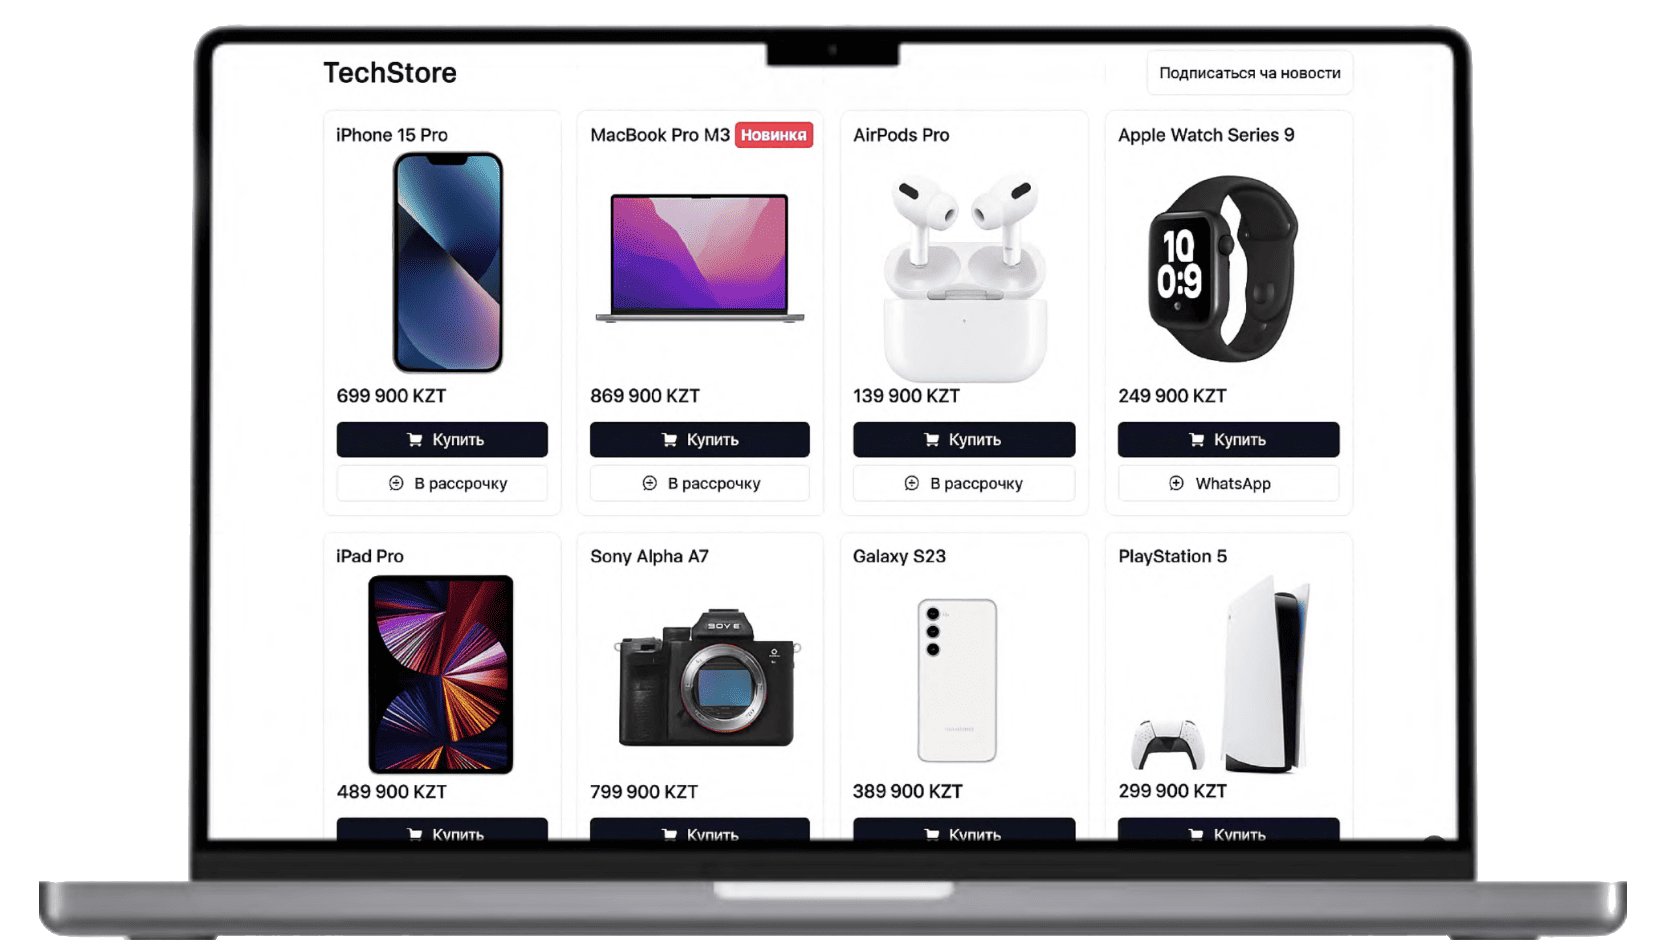 TechStore
Подписаться ча новости
iPhone 15 Pro
MacBook Pro M3 Новинка
AirPods Pro
Apple Watch Series 9
10
0:9
699 900 KZT
869 900 KZT
139 900 KZT
249 900 KZT
Купить
Купить
Купить
Купить
В рассрочку
В рассрочку
В рассрочку
WhatsApp
iPad Pro
Sony Alpha A7
Galaxy S23
PlayStation 5
SOVE
489 900 KZT
799 900 KZT
389 900 KZT
299 900 KZT
Купить
Купить
Купить
Купить